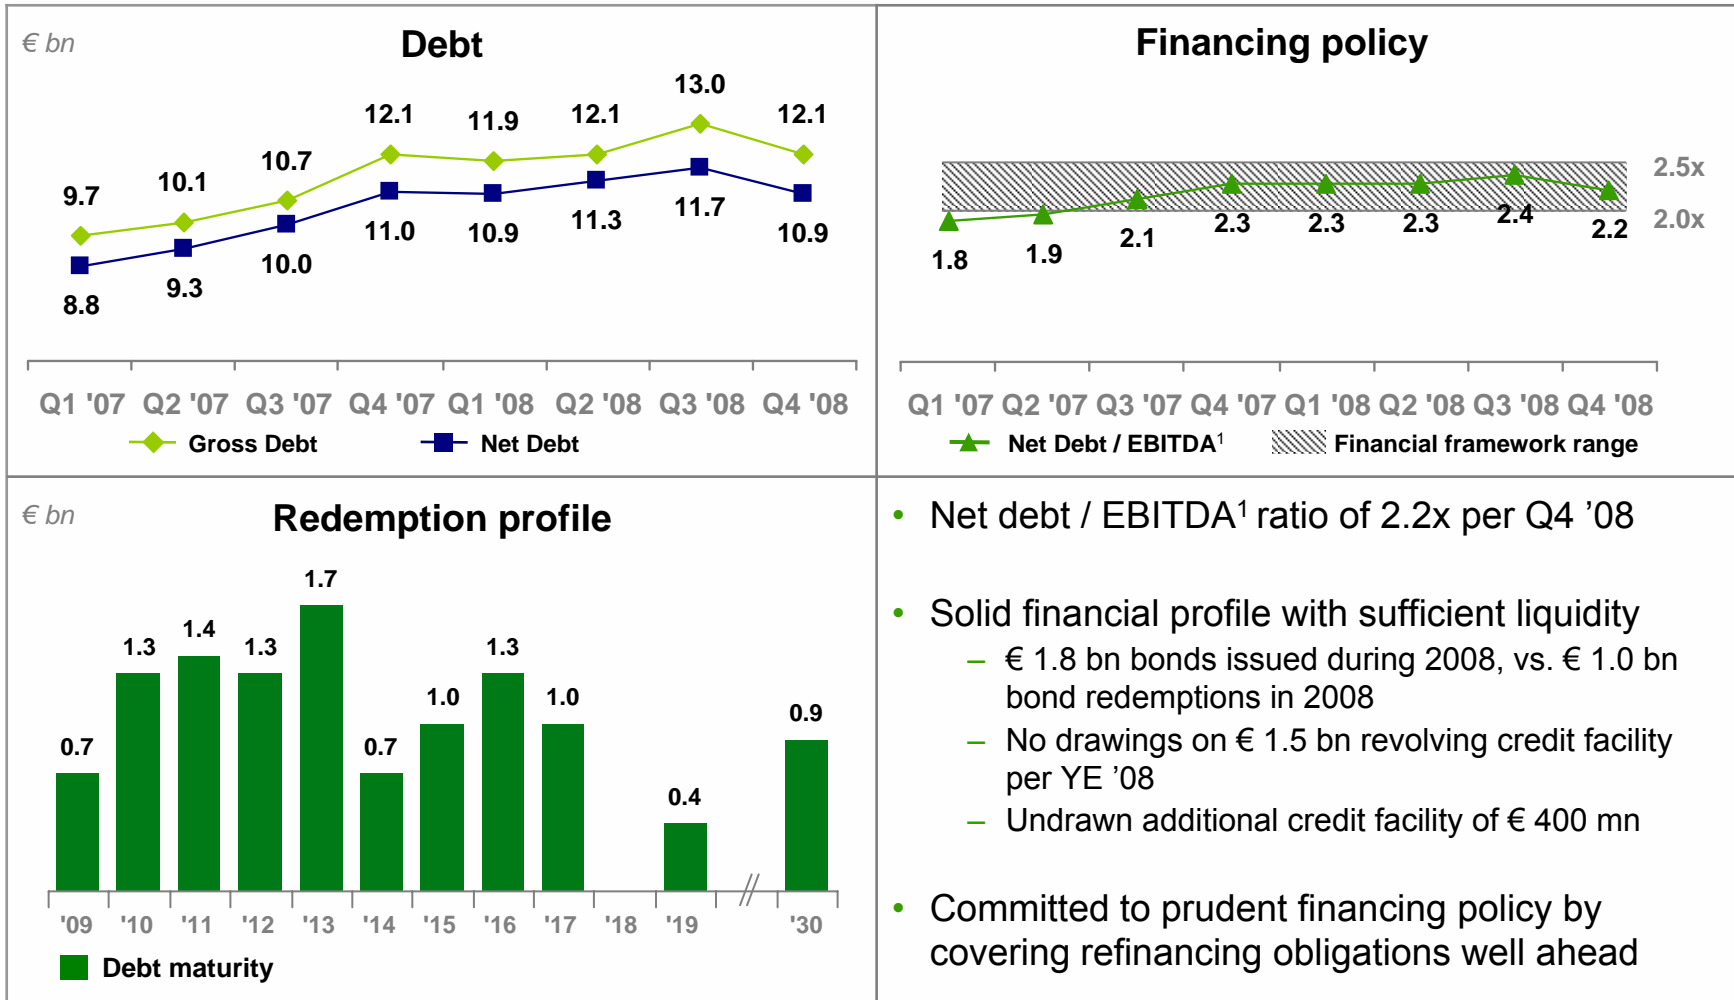 € bn
Debt
13.0
12.1
11.9
12.1
12.1
10.7
10.1
9.7
11.0
10.9
11.3
11.7
10.9
10.0
9.3
8.8
Q1 '07 Q2 '07 Q3 '07 Q4 '07 Q1 '08 Q2 '08 Q3 '08 Q4 '08
Gross Debt Net Debt
Financing policy
2.5x
2.0x
1.8 1.9 2.1 2.3 2.3 2.3 2.4 2.2
Q1 '07 Q2 '07 Q3 '07 Q4 '07 Q1 '08 Q2 '08 Q3 '08 Q4 '08
Net Debt / EBITDA¹ Financial framework range
€ bn
Redemption profile
0.7 1.3 1.4 1.3 1.7 0.7 1.0 1.3 1.0 0.4 0.9
'09 '10 '11 '12 '13 '14 '15 '16 '17 '18 '19 // '30
Debt maturity
• Net debt / EBITDA¹ ratio of 2.2x per Q4 ’08
• Solid financial profile with sufficient liquidity
– € 1.8 bn bonds issued during 2008, vs. € 1.0 bn
bond redemptions in 2008
– No drawings on € 1.5 bn revolving credit facility
per YE ’08
– Undrawn additional credit facility of € 400 mn
• Committed to prudent financing policy by
covering refinancing obligations well ahead